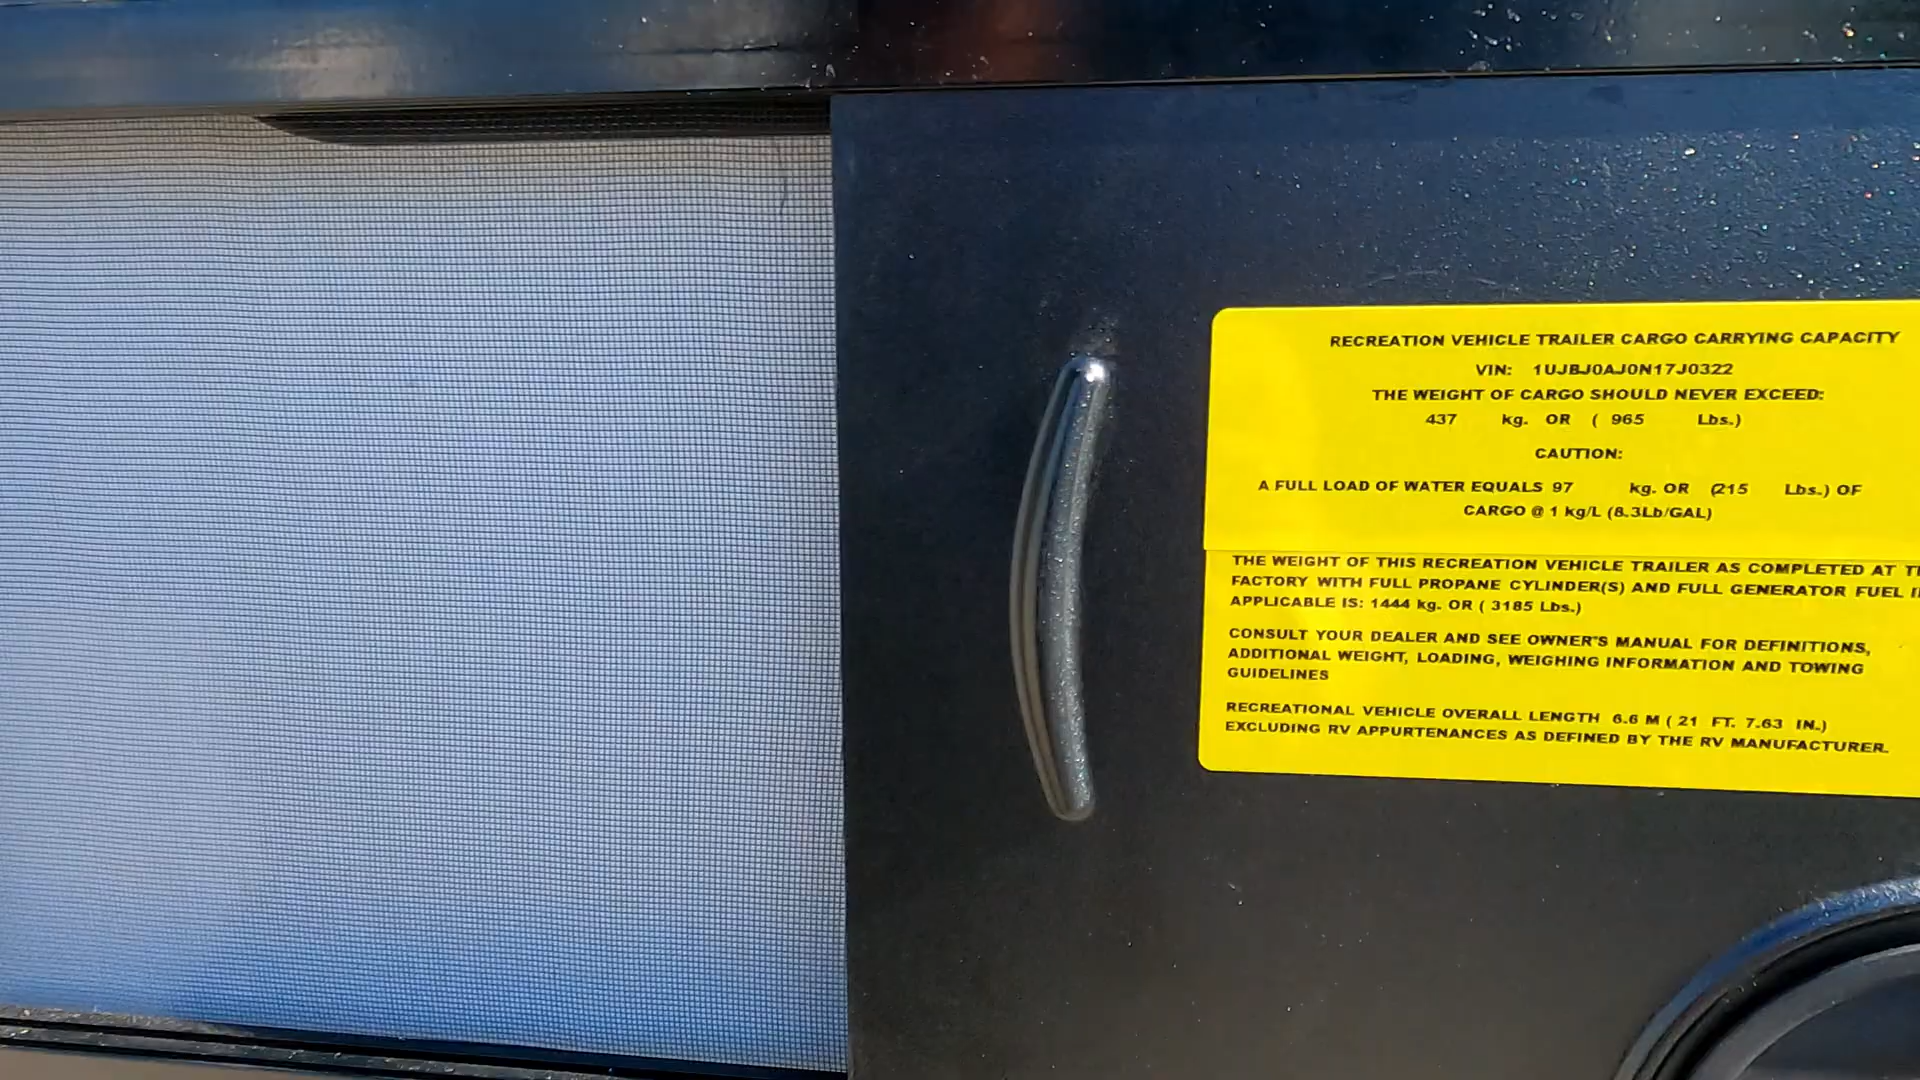 RECREATION VEHICLE TRAILER CARGO CARRYING CAPACITY
VIN: 1UJBJ0AJ0N17J0322
THE WEIGHT OF CARGO SHOULD NEVER EXCEED:
437 kg. OR ( 965 Lbs.)
CAUTION:
A FULL LOAD OF WATER EQUALS 97 kg. OR (215 Lbs.) OF
CARGO @ 1 kg/L (8.3Lb/GAL)
THE WEIGHT OF THIS RECREATION VEHICLE TRAILER AS COMPLETED AT
FACTORY WITH FULL PROPANE CYLINDER(S) AND FULL GENERATOR FUEL
APPLICABLE IS: 1444 kg. OR ( 3185 Lbs.)
CONSULT YOUR DEALER AND SEE OWNER'S MANUAL FOR DEFINITIONS,
ADDITIONAL WEIGHT, LOADING, WEIGHING INFORMATION AND TOWING
GUIDELINES
RECREATIONAL VEHICLE OVERALL LENGTH 6.6 M ( 21 FT. 7.63 IN.)
EXCLUDING RV APPURTENANCES AS DEFINED BY THE RV MANUFACTURER.